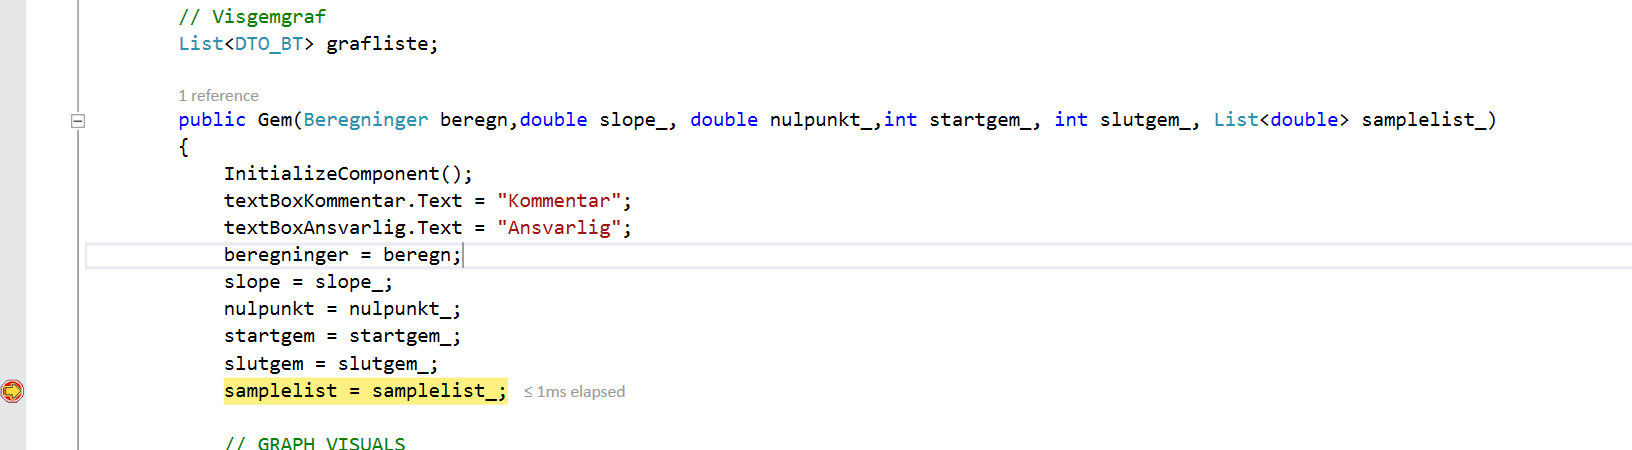 // Visgemgraf
List<DTO_BT> grafliste;
1 reference
public Gem(Beregninger beregn,double slope_, double nulpunkt_,int startgem_, int slutgem_, List<double> samplelist_)
{
InitializeComponent();
textBoxKommentar.Text = "Kommentar";
textBoxAnsvarlig.Text = "Ansvarlig";
beregninger = beregn;
slope = slope_;
nulpunkt = nulpunkt_;
startgem = startgem_;
slutgem = slutgem_;
samplelist = samplelist_; ≤ 1ms elapsed
// GRAPH VISUALS